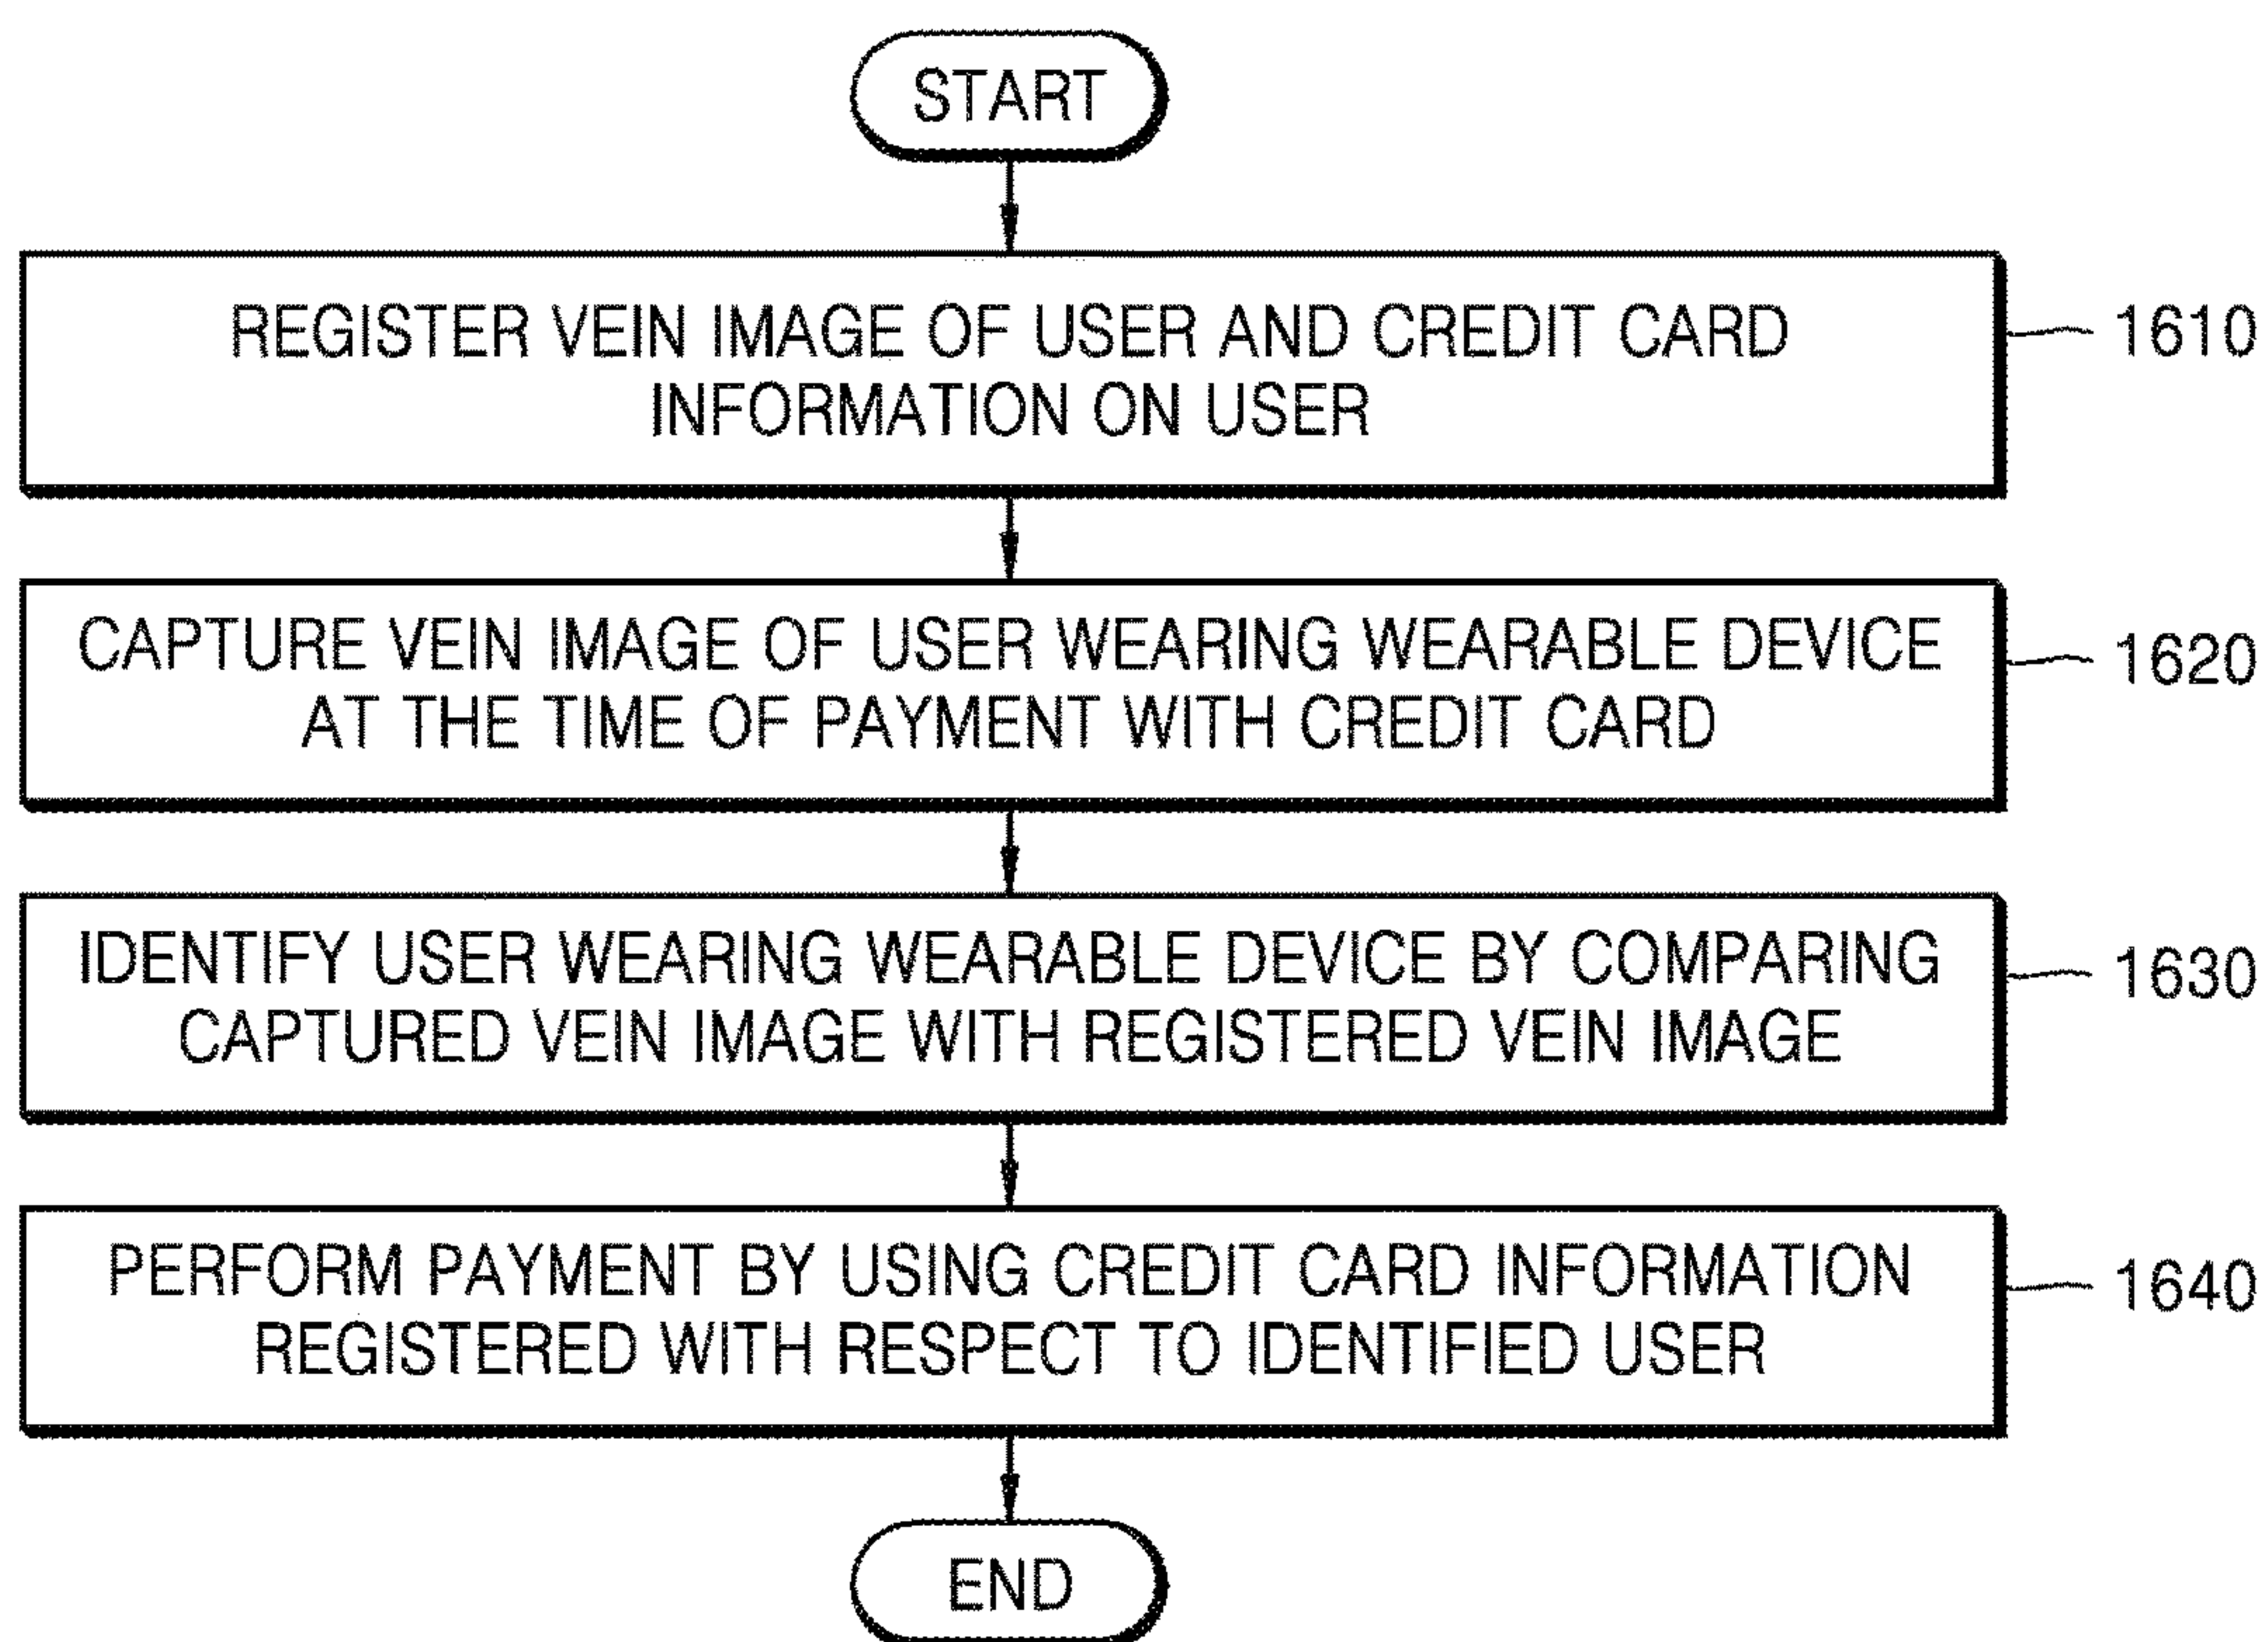 START
REGISTER VEIN IMAGE OF USER AND CREDIT CARD
INFORMATION ON USER
1610
CAPTURE VEIN IMAGE OF USER WEARING WEARABLE DEVICE
AT THE TIME OF PAYMENT WITH CREDIT CARD
1620
IDENTIFY USER WEARING WEARABLE DEVICE BY COMPARING
CAPTURED VEIN IMAGE WITH REGISTERED VEIN IMAGE
1630
PERFORM PAYMENT BY USING CREDIT CARD INFORMATION
REGISTERED WITH RESPECT TO IDENTIFIED USER
1640
END